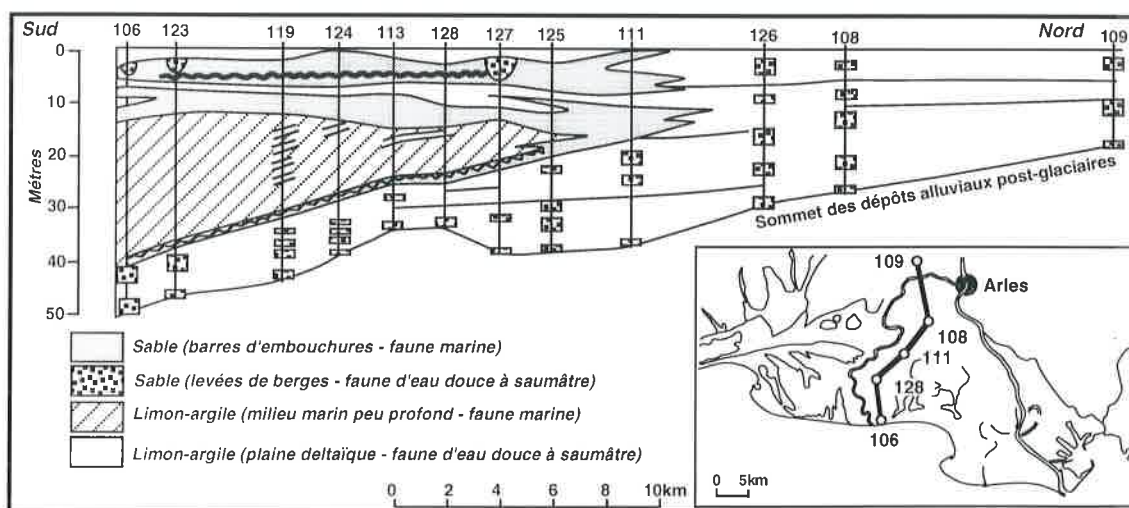 Sud
Nord
106 123 119 124 113 128 127 125 111 126 108 109
0
10
20
30
40
50
Mètres
Sommet des dépôts alluviaux post-glaciaires
Sable (barres d'embouchures - faune marine)
Sable (levées de berges - faune d'eau douce à saumâtre)
Limon-argile (milieu marin peu profond - faune marine)
Limon-argile (plaine deltaïque - faune d'eau douce à saumâtre)
0 2 4 6 8 10km
109
Arles
108
111
128
106
0 5km